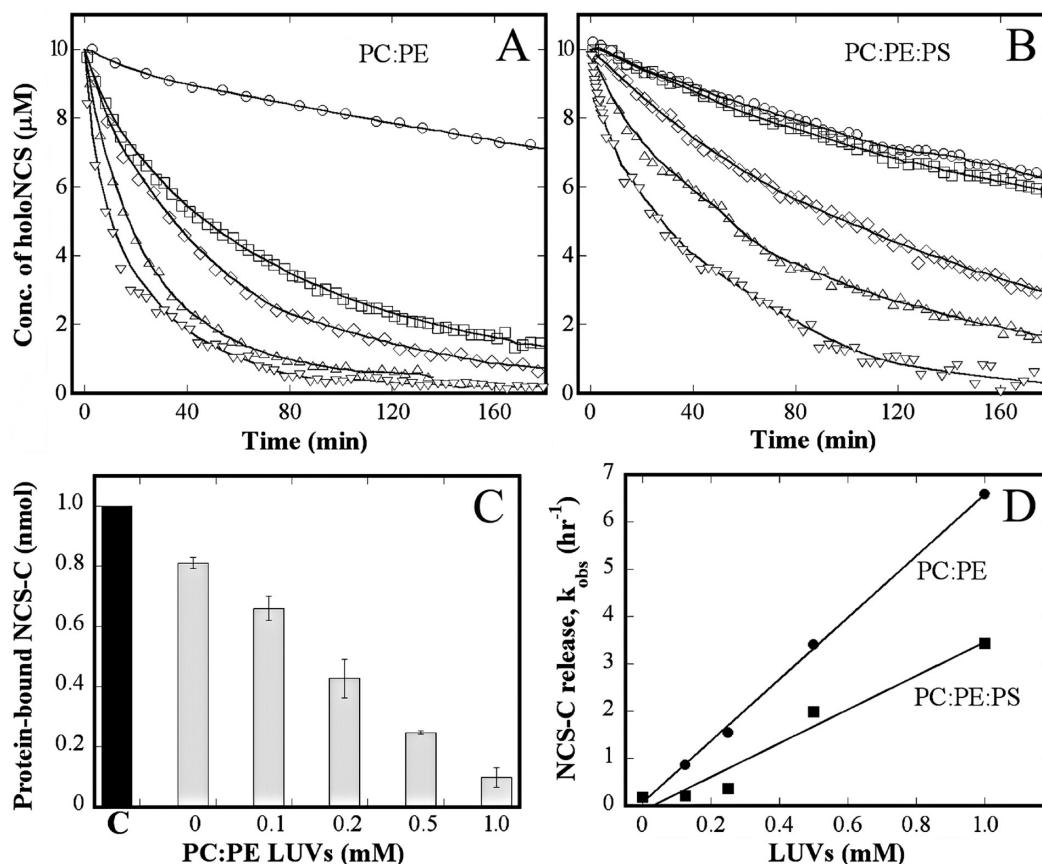 A
PC:PE
Conc. of holoNCS (μM)
10
8
6
4
2
0
0 40 80 120 160
Time (min)
B
PC:PE:PS
10
8
6
4
2
0
0 40 80 120 160
Time (min)
C
Protein-bound NCS-C (nmol)
1.0
0.8
0.6
0.4
0.2
0
C 0 0.1 0.2 0.5 1.0
PC:PE LUVs (mM)
D
NCS-C release, k_obs (hr⁻¹)
7
6
5
4
3
2
1
0
PC:PE
PC:PE:PS
0 0.2 0.4 0.6 0.8 1.0
LUVs (mM)